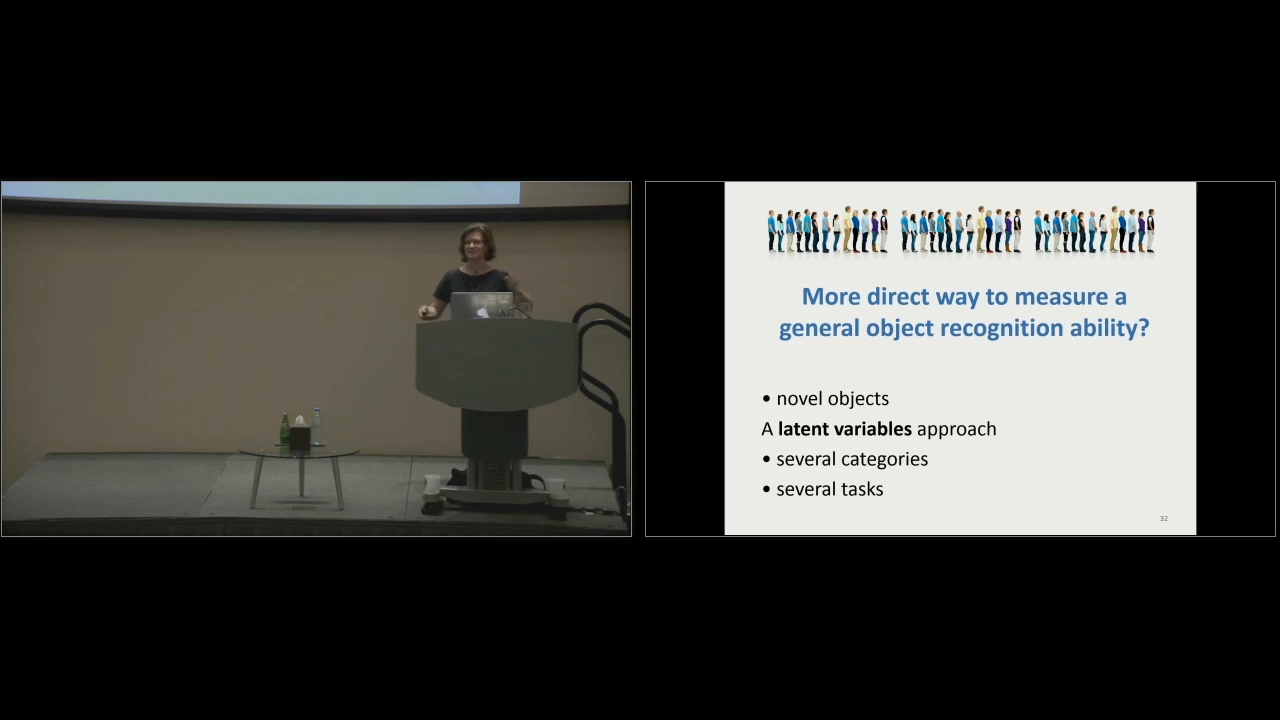 More direct way to measure a
general object recognition ability?
• novel objects
A latent variables approach
• several categories
• several tasks
32